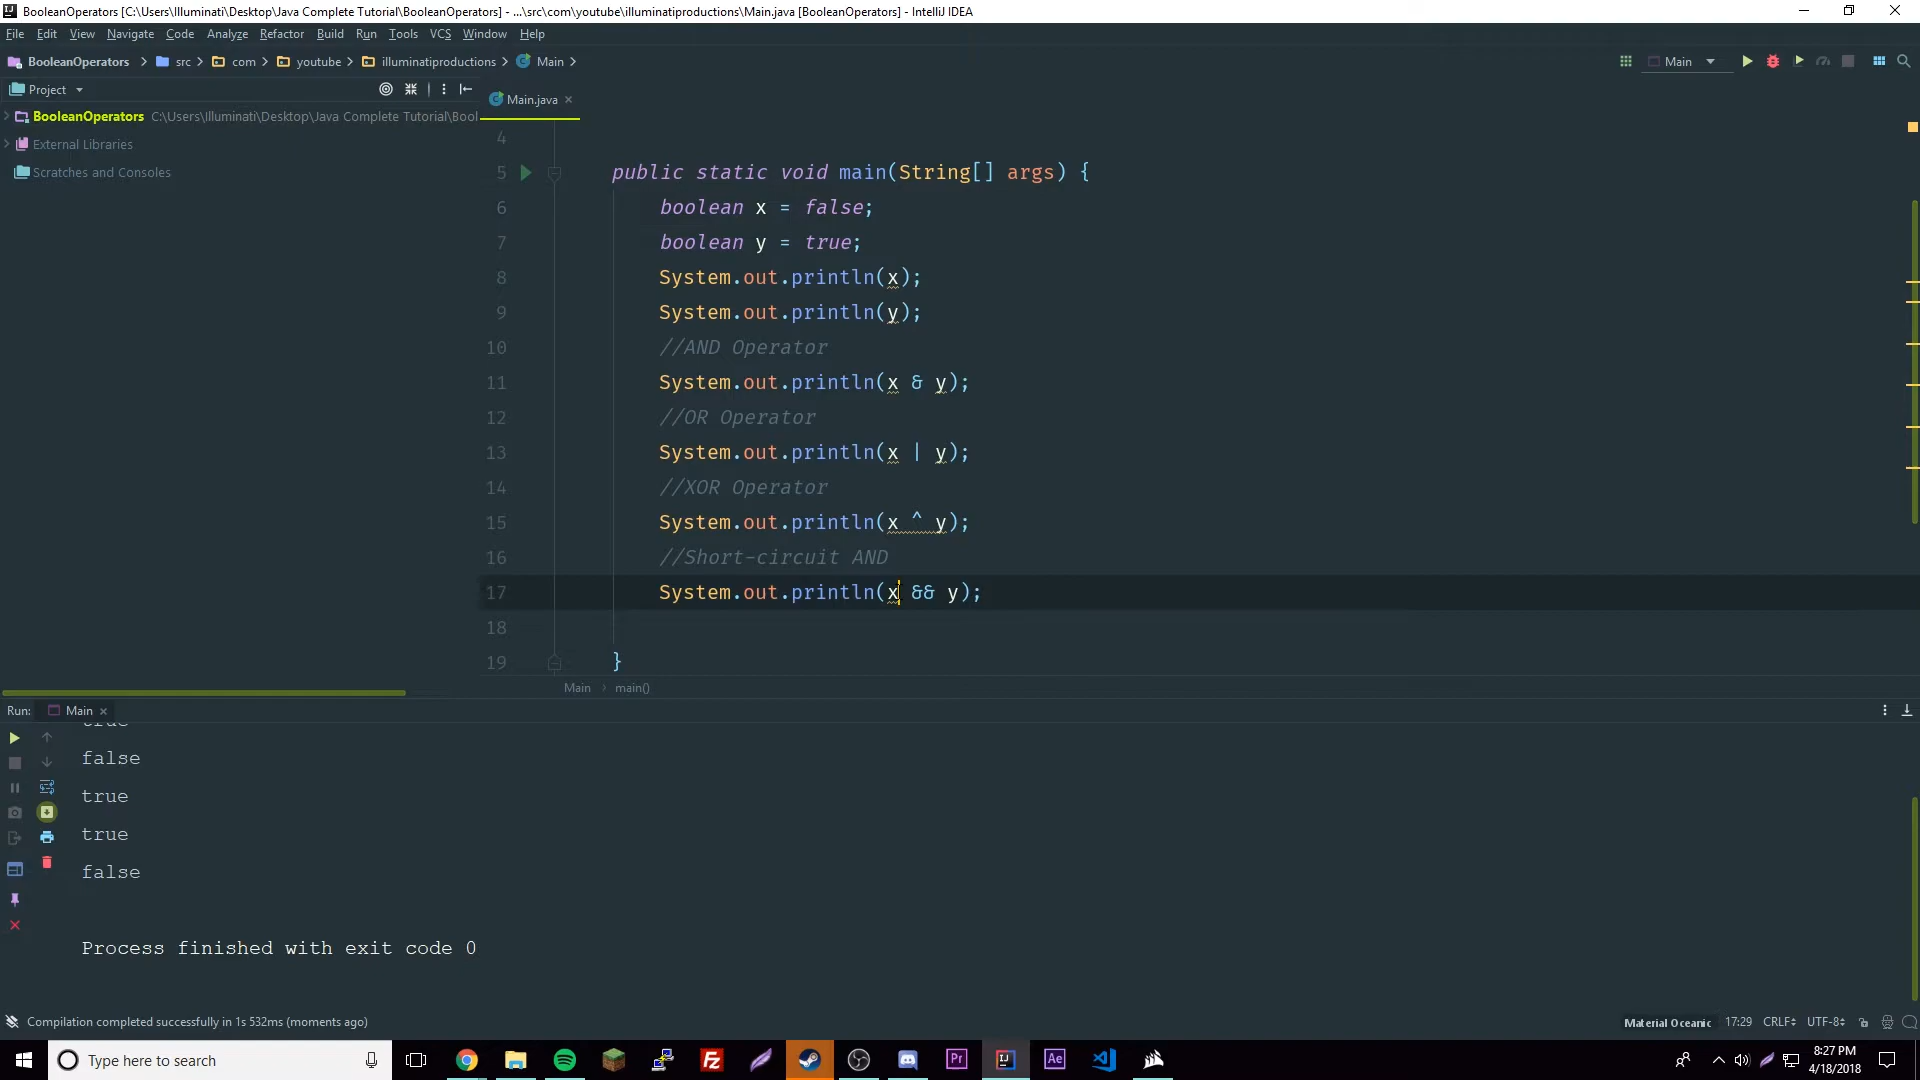 BooleanOperators [C:\Users\Illuminati\Desktop\Java Complete Tutorial\BooleanOperators] - ...\src\com\youtube\illuminatiproductions\Main.java [BooleanOperators] - IntelliJ IDEA
File Edit View Navigate Code Analyze Refactor Build Run Tools VCS Window Help
BooleanOperators src com youtube illuminatiproductions Main Main
Project
Main.java
BooleanOperators C:\Users\Illuminati\Desktop\Java Complete Tutorial\Bool
External Libraries
Scratches and Consoles
4
5 public static void main(String[] args) {
6 boolean x = false;
7 boolean y = true;
8 System.out.println(x);
9 System.out.println(y);
10 //AND Operator
11 System.out.println(x & y);
12 //OR Operator
13 System.out.println(x | y);
14 //XOR Operator
15 System.out.println(x ^ y);
16 //Short-circuit AND
17 System.out.println(x && y);
18
19 }
Main main()
Run: Main
true
false
true
true
false
Process finished with exit code 0
Compilation completed successfully in 1s 532ms (moments ago)
Material Oceanic 17:29 CRLF UTF-8
Type here to search
8:27 PM
4/18/2018